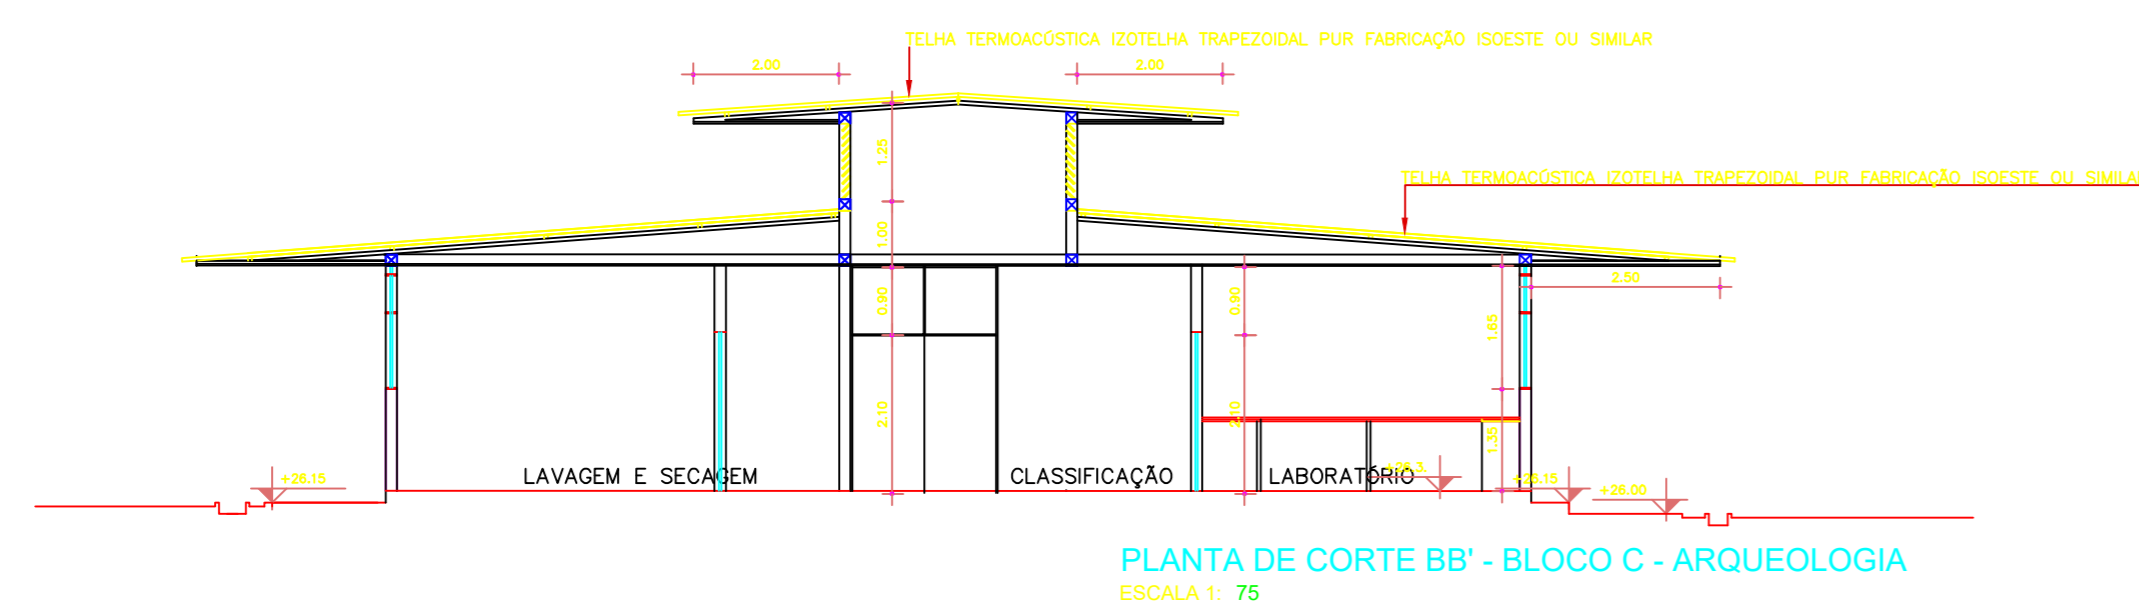 TELHA TERMOACÚSTICA IZOTELHA TRAPEZOIDAL PUR FABRICAÇÃO ISOESTE OU SIMILAR
2.00
2.00
1.25
TELHA TERMOACÚSTICA IZOTELHA TRAPEZOIDAL PUR FABRICAÇÃO ISOESTE OU SIMILAR
1.00
2.50
0.90
0.90
1.65
2.10
2.10
1.35
LAVAGEM E SECAGEM
CLASSIFICAÇÃO
LABORATÓRIO
+26.3.
+26.15
+26.15
+26.00
PLANTA DE CORTE BB' - BLOCO C - ARQUEOLOGIA
ESCALA 1: 75